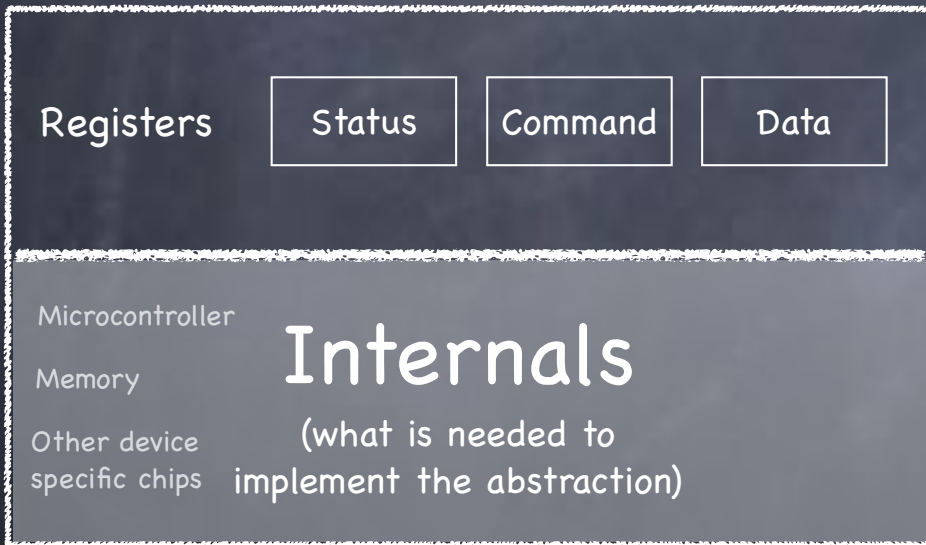 Registers Status Command Data
Microcontroller
Internals
Memory
(what is needed to
Other device
specific chips
implement the abstraction)